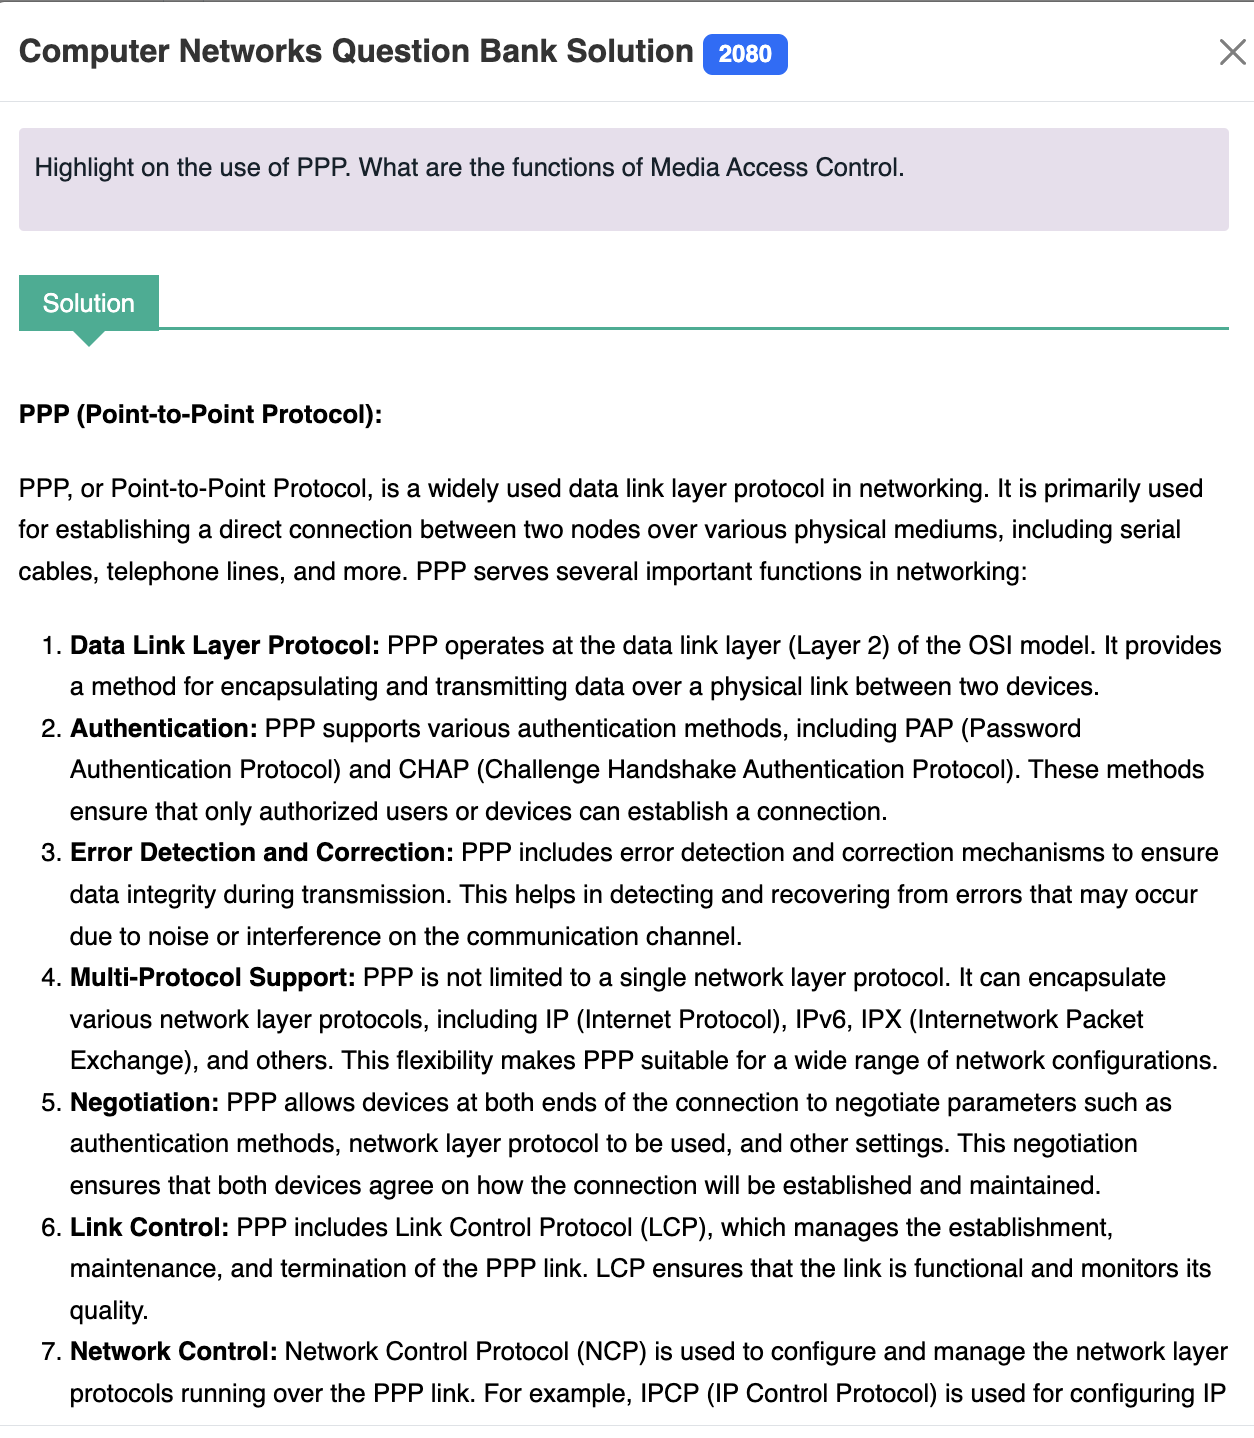 Computer Networks Question Bank Solution 2080
Highlight on the use of PPP. What are the functions of Media Access Control.
Solution
PPP (Point-to-Point Protocol):
PPP, or Point-to-Point Protocol, is a widely used data link layer protocol in networking. It is primarily used
for establishing a direct connection between two nodes over various physical mediums, including serial
cables, telephone lines, and more. PPP serves several important functions in networking:
1. Data Link Layer Protocol: PPP operates at the data link layer (Layer 2) of the OSI model. It provides
a method for encapsulating and transmitting data over a physical link between two devices.
2. Authentication: PPP supports various authentication methods, including PAP (Password
Authentication Protocol) and CHAP (Challenge Handshake Authentication Protocol). These methods
ensure that only authorized users or devices can establish a connection.
3. Error Detection and Correction: PPP includes error detection and correction mechanisms to ensure
data integrity during transmission. This helps in detecting and recovering from errors that may occur
due to noise or interference on the communication channel.
4. Multi-Protocol Support: PPP is not limited to a single network layer protocol. It can encapsulate
various network layer protocols, including IP (Internet Protocol), IPv6, IPX (Internetwork Packet
Exchange), and others. This flexibility makes PPP suitable for a wide range of network configurations.
5. Negotiation: PPP allows devices at both ends of the connection to negotiate parameters such as
authentication methods, network layer protocol to be used, and other settings. This negotiation
ensures that both devices agree on how the connection will be established and maintained.
6. Link Control: PPP includes Link Control Protocol (LCP), which manages the establishment,
maintenance, and termination of the PPP link. LCP ensures that the link is functional and monitors its
quality.
7. Network Control: Network Control Protocol (NCP) is used to configure and manage the network layer
protocols running over the PPP link. For example, IPCP (IP Control Protocol) is used for configuring IP